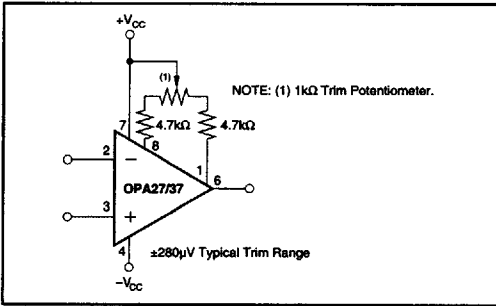 +VCC
(1)
NOTE: (1) 1kΩ Trim Potentiometer.
4.7kΩ
4.7kΩ
7
8
2
−
1
6
OPA27/37
3
+
4
±280µV Typical Trim Range
−VCC